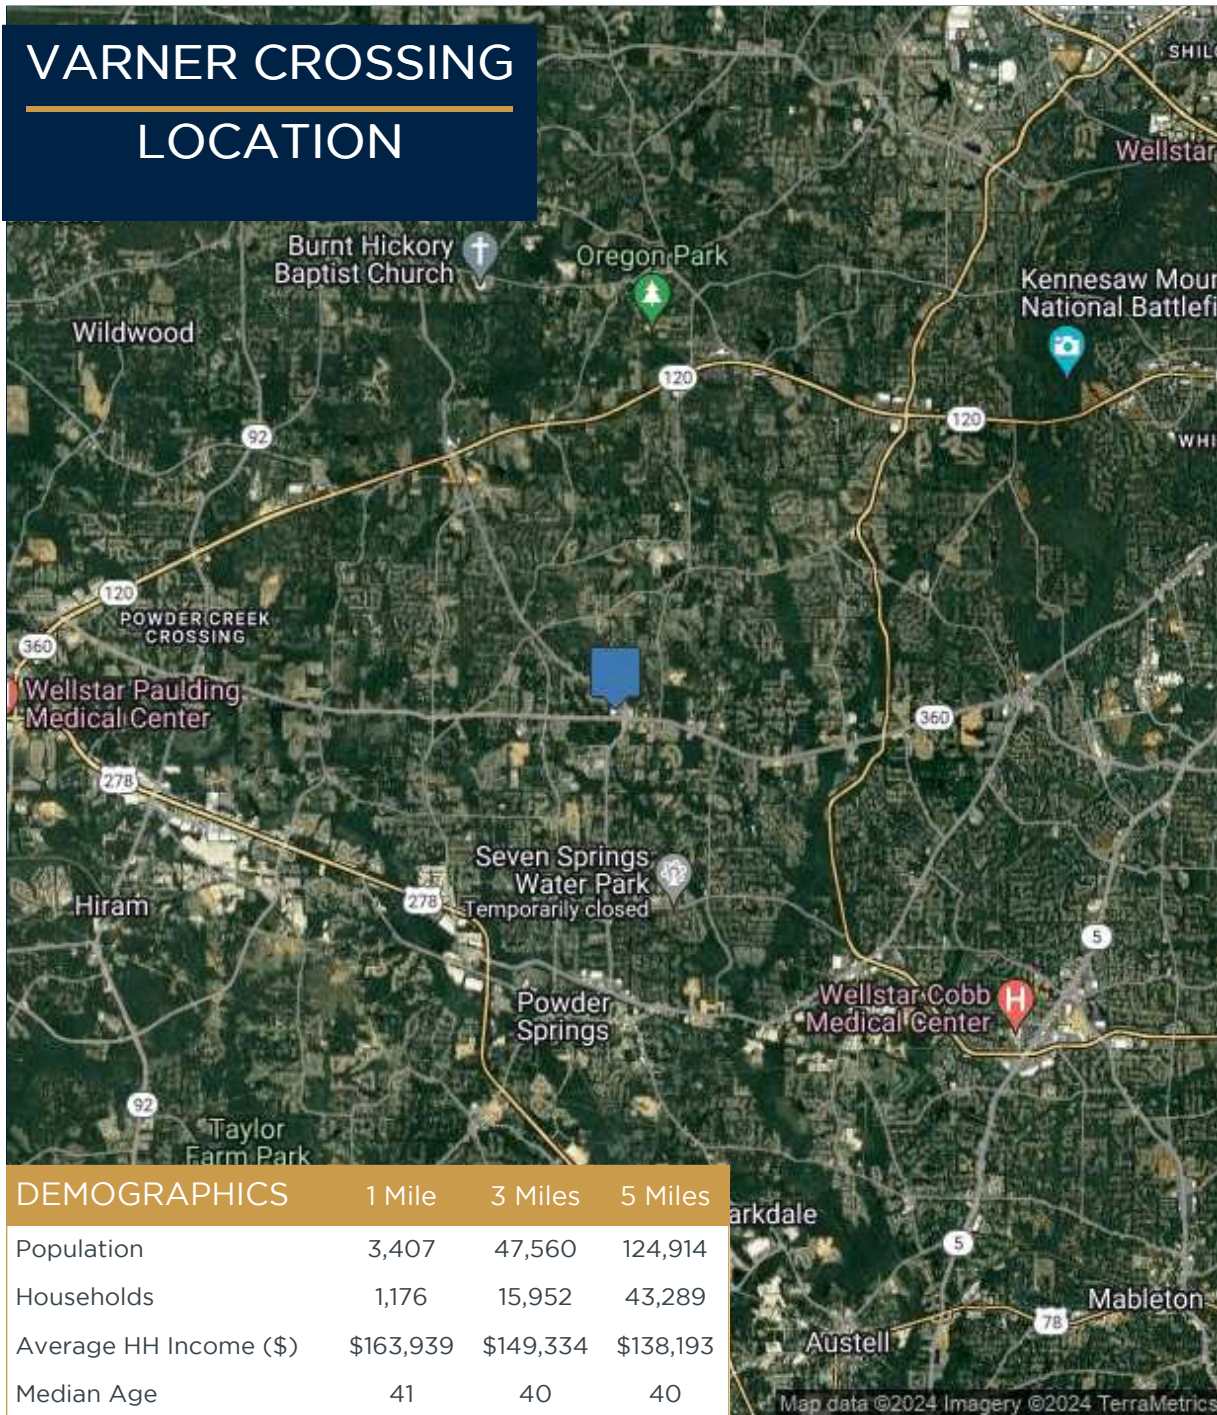 VARNER CROSSING
LOCATION
SHIL
Wellstar
Burnt Hickory
Baptist Church
Oregon Park
Kennesaw Moun
National Battlefi
Wildwood
120
92
120
WHI
120
POWDER CREEK
CROSSING
360
Wellstar Paulding
Medical Center
360
278
Seven Springs
Water Park
Temporarily closed
Hiram
278
5
Powder
Springs
Wellstar Cobb
Medical Center
H
92
Taylor
Farm Park
DEMOGRAPHICS 1 Mile 3 Miles 5 Miles
Population 3,407 47,560 124,914
Households 1,176 15,952 43,289
Average HH Income ($) $163,939 $149,334 $138,193
Median Age 41 40 40
arkdale
5
Mableton
78
Austell
Map data ©2024 Imagery ©2024 TerraMetrics